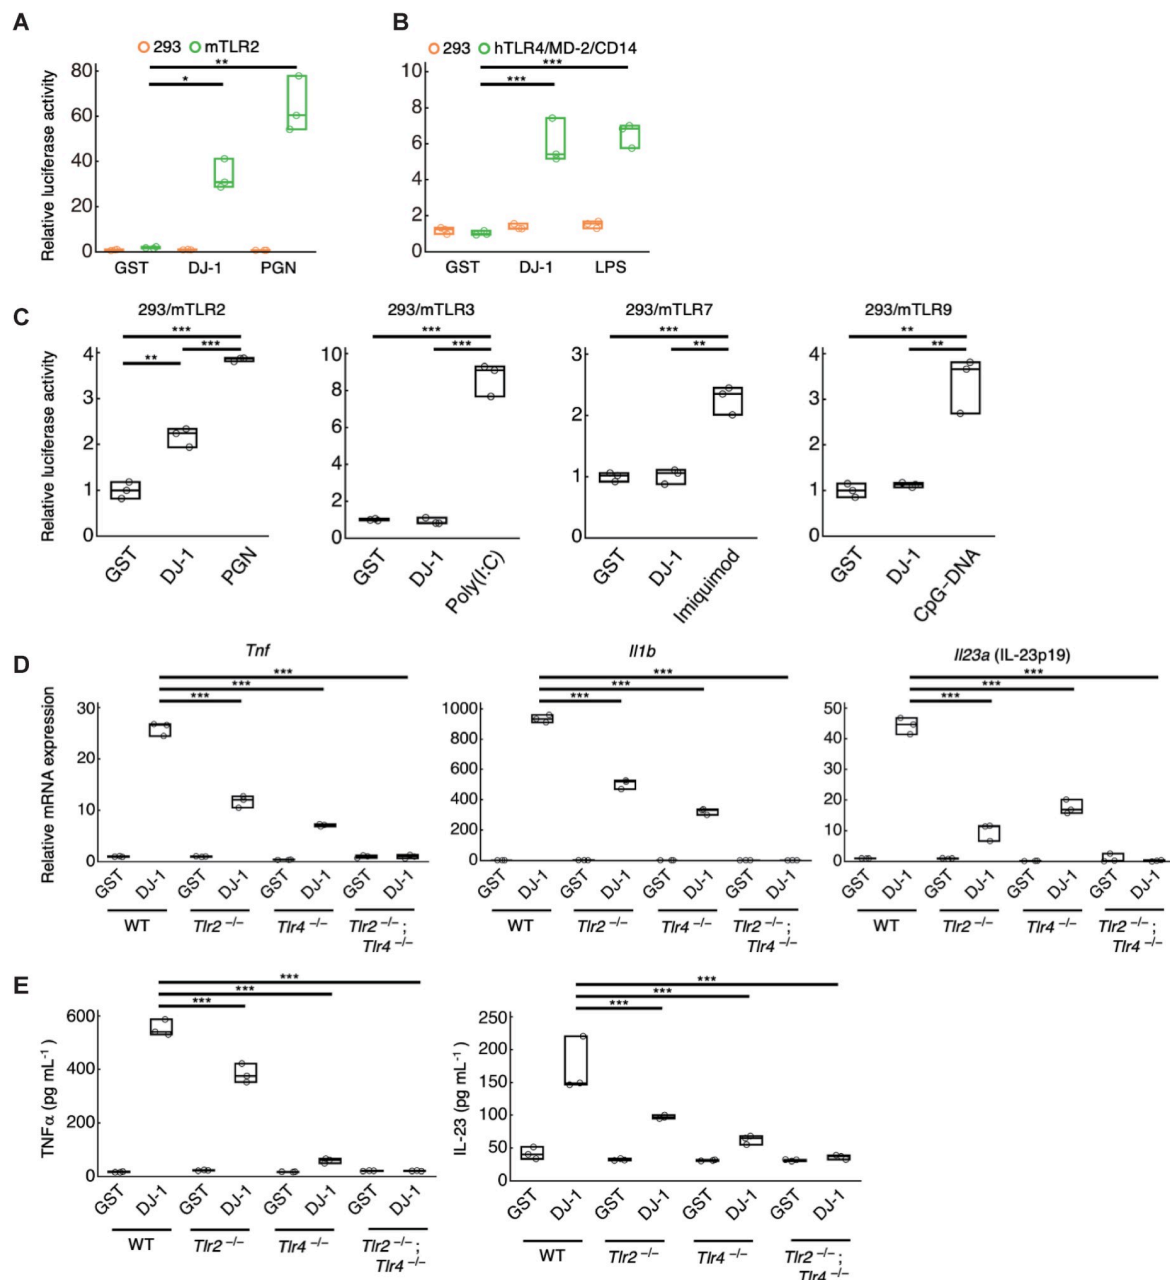 A
293 mTLR2
**
*
Relative luciferase activity
80
60
40
20
0
GST DJ-1 PGN
B
293 hTLR4/MD-2/CD14
***
***
10
8
6
4
2
0
GST DJ-1 LPS
C
293/mTLR2
***
***
**
Relative luciferase activity
4
3
2
1
0
GST DJ-1 PGN
293/mTLR3
***
***
10
8
6
4
2
0
GST DJ-1 Poly(I:C)
293/mTLR7
***
**
3
2
1
0
GST DJ-1 Imiquimod
293/mTLR9
**
**
4
3
2
1
0
GST DJ-1 CpG-DNA
D
Tnf
***
***
***
Relative mRNA expression
30
20
10
0
GST DJ-1 GST DJ-1 GST DJ-1 GST DJ-1
WT Tlr2 −/− Tlr4 −/− Tlr2 −/− ;
Tlr4 −/−
Il1b
***
***
***
1000
800
600
400
200
0
GST DJ-1 GST DJ-1 GST DJ-1 GST DJ-1
WT Tlr2 −/− Tlr4 −/− Tlr2 −/− ;
Tlr4 −/−
Il23a (IL-23p19)
***
***
***
50
40
30
20
10
0
GST DJ-1 GST DJ-1 GST DJ-1 GST DJ-1
WT Tlr2 −/− Tlr4 −/− Tlr2 −/− ;
Tlr4 −/−
E
***
***
***
TNFα (pg mL-1)
600
400
200
0
GST DJ-1 GST DJ-1 GST DJ-1 GST DJ-1
WT Tlr2 −/− Tlr4 −/− Tlr2 −/− ;
Tlr4 −/−
***
***
***
IL-23 (pg mL-1)
250
200
150
100
50
0
GST DJ-1 GST DJ-1 GST DJ-1 GST DJ-1
WT Tlr2 −/− Tlr4 −/− Tlr2 −/− ;
Tlr4 −/−